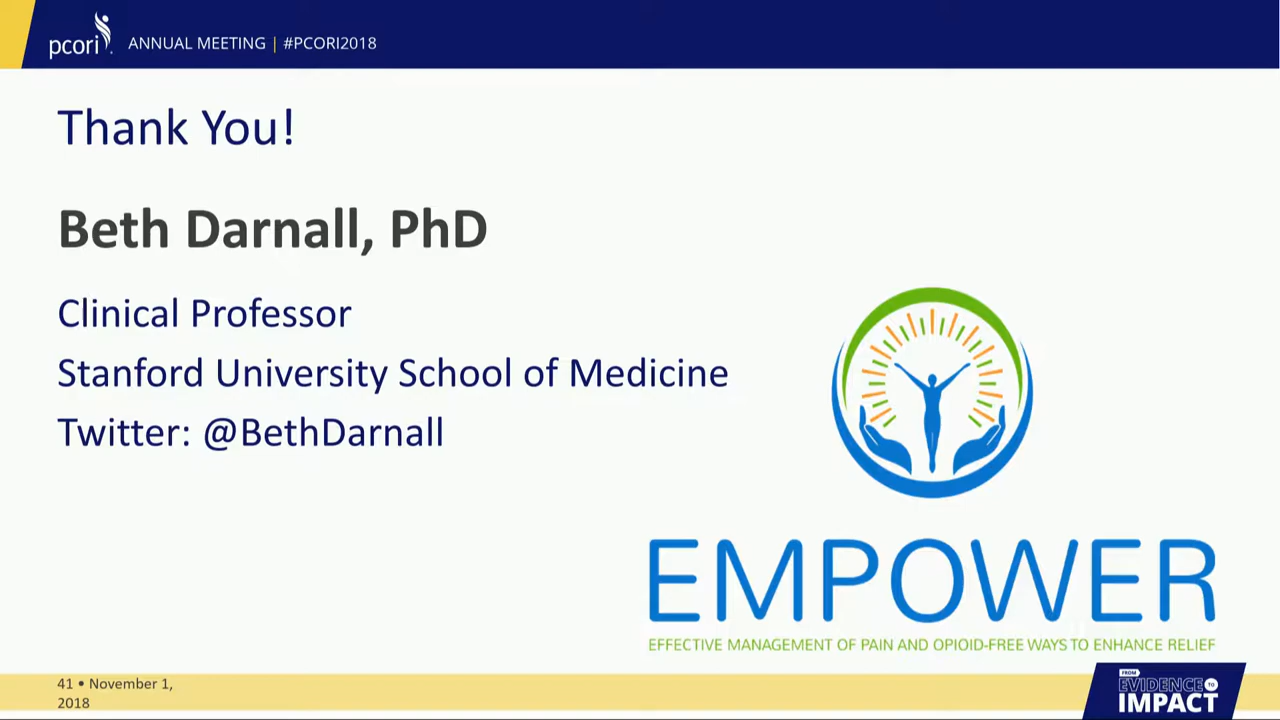 pcori ANNUAL MEETING | #PCORI2018
Thank You!
Beth Darnall, PhD
Clinical Professor
Stanford University School of Medicine
Twitter: @BethDarnall
EMPOWER
EFFECTIVE MANAGEMENT OF PAIN AND OPIOID-FREE WAYS TO ENHANCE RELIEF
41 • November 1,
2018
FROM
EVIDENCE TO
IMPACT